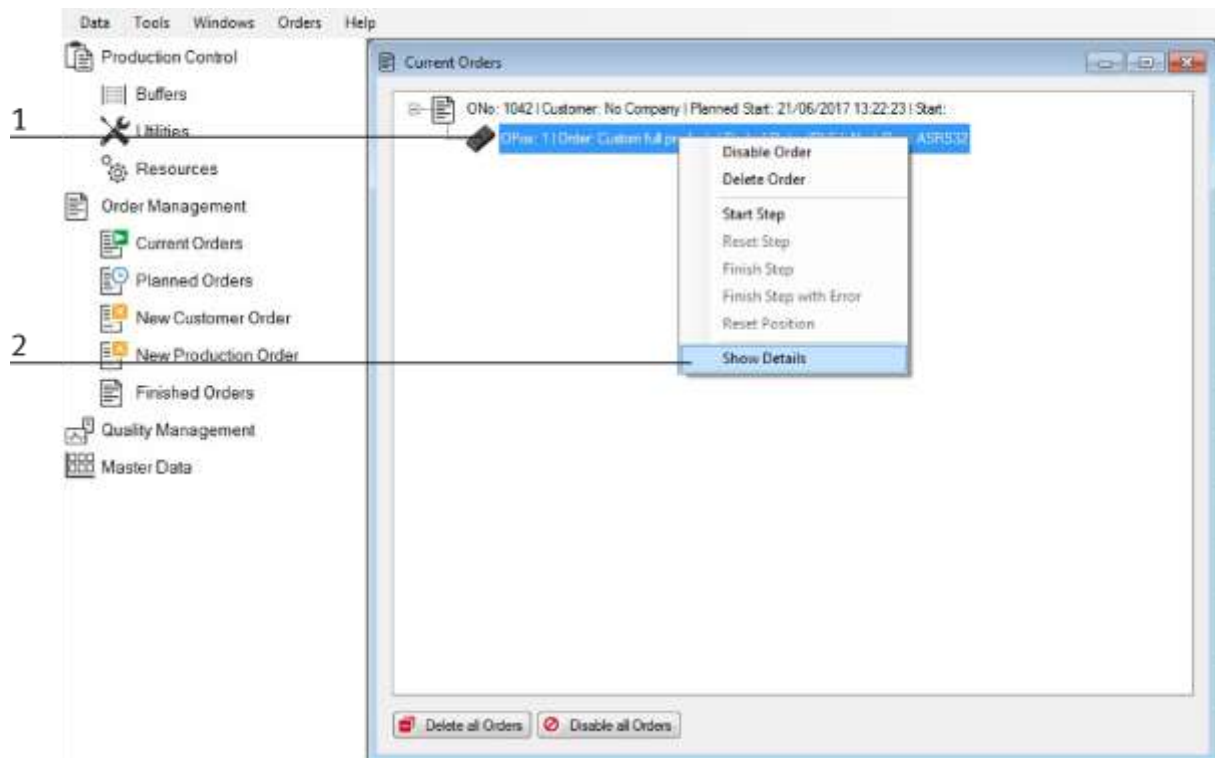 Data Tools Windows Orders Help
Production Control
Buffers
Utilities
Resources
Order Management
Current Orders
Planned Orders
New Customer Order
New Production Order
Finished Orders
Quality Management
Master Data
1
2
Current Orders
ONo: 1042 | Customer: No Company | Planned Start: 21/06/2017 13:22:23 | Start:
OPos: 1 | Order: Custom full ASRS32
Disable Order
Delete Order
Start Step
Reset Step
Finish Step
Finish Step with Error
Reset Position
Show Details
Delete all Orders Disable all Orders